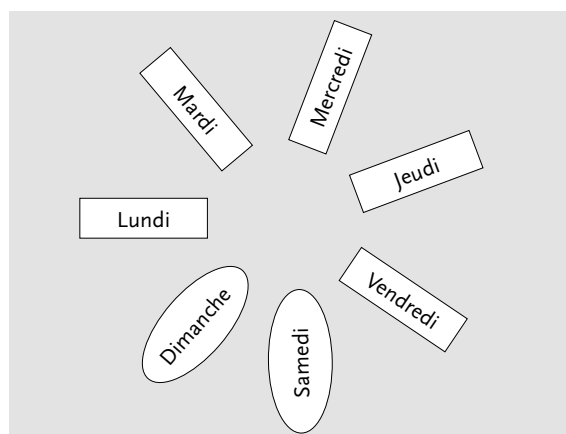 Lundi
Mardi
Mercredi
Jeudi
Vendredi
Samedi
Dimanche